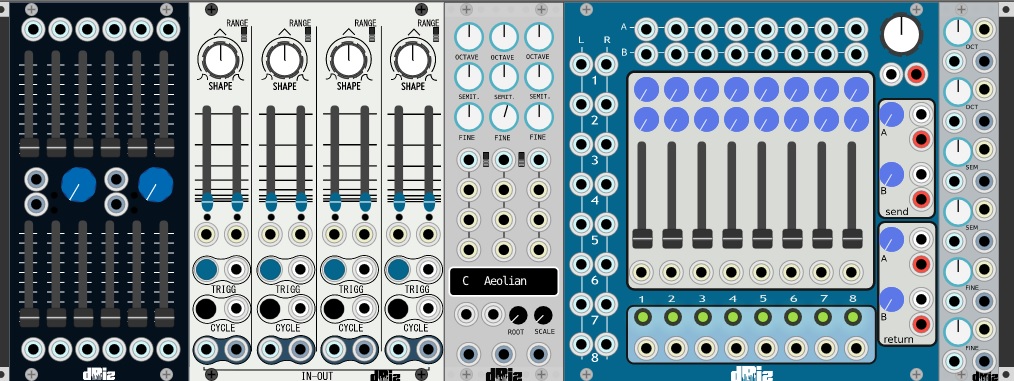 RANGE RANGE RANGE RANGE
SHAPE SHAPE SHAPE SHAPE
TRIGG TRIGG TRIGG TRIGG
CYCLE CYCLE CYCLE CYCLE
IN-OUT
OCTAVE OCTAVE OCTAVE
SEMIT. SEMIT. SEMIT.
FINE FINE FINE
C Aeolian
ROOT SCALE
A
B
L R
1
2
3
4
5
6
7
8
1 2 3 4 5 6 7 8
A
B
send
A
B
return
OCT
OCT
SEM
SEM
FINE
FINE